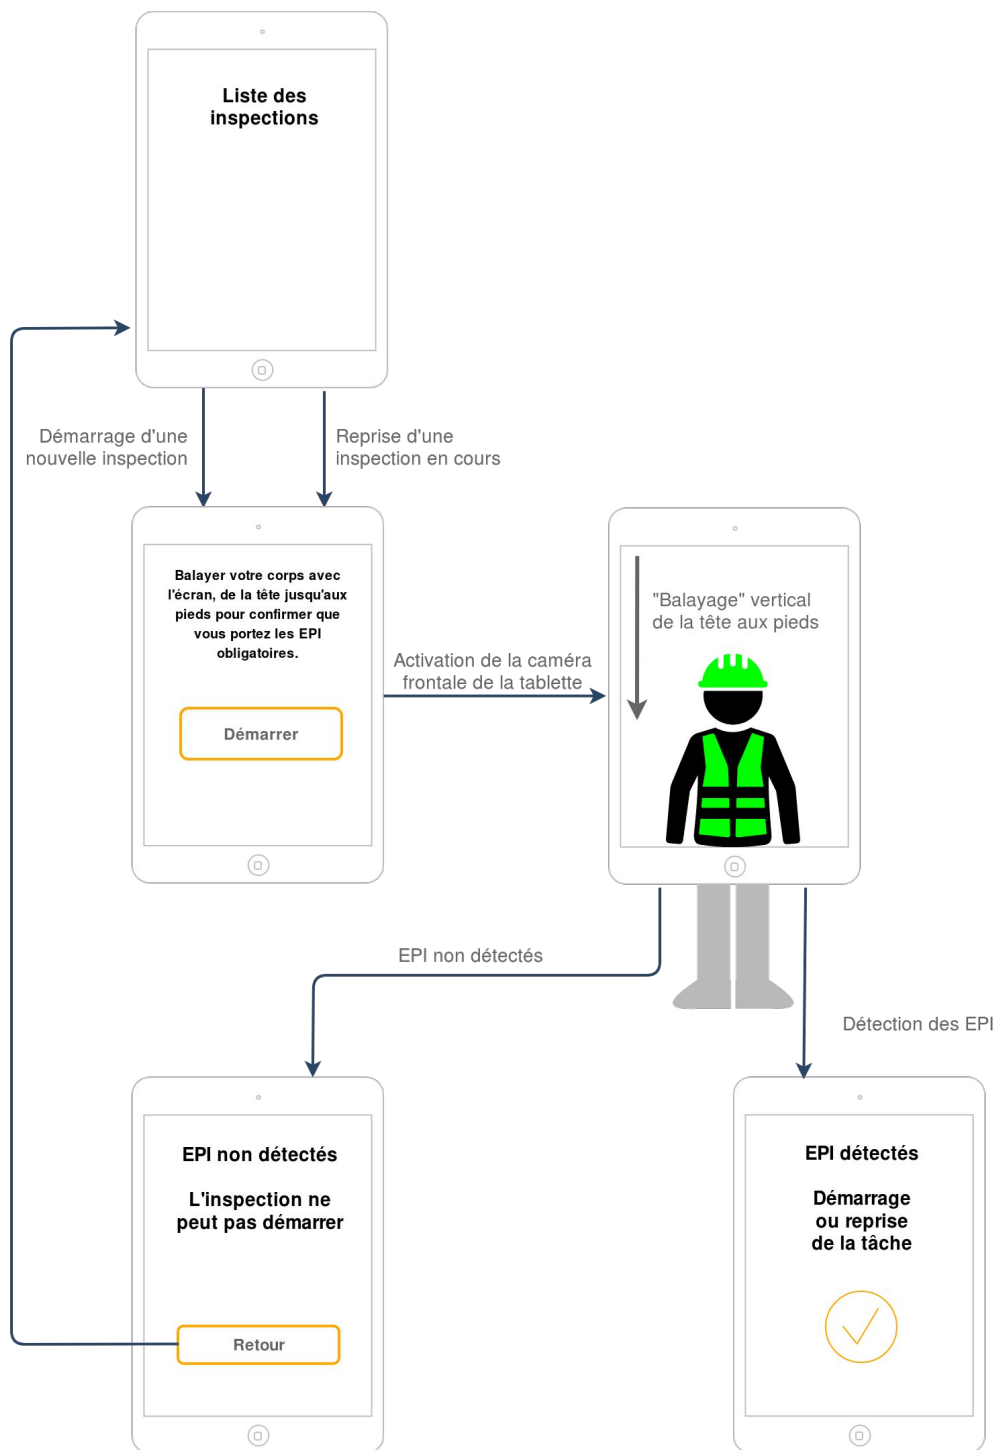 Liste des
inspections
Démarrage d'une
nouvelle inspection
Reprise d'une
inspection en cours
Balayer votre corps avec
l'écran, de la tête jusqu'aux
pieds pour confirmer que
vous portez les EPI
obligatoires.
Démarrer
Activation de la caméra
frontale de la tablette
"Balayage" vertical
de la tête aux pieds
EPI non détectés
Détection des EPI
EPI non détectés
L'inspection ne
peut pas démarrer
Retour
EPI détectés
Démarrage
ou reprise
de la tâche